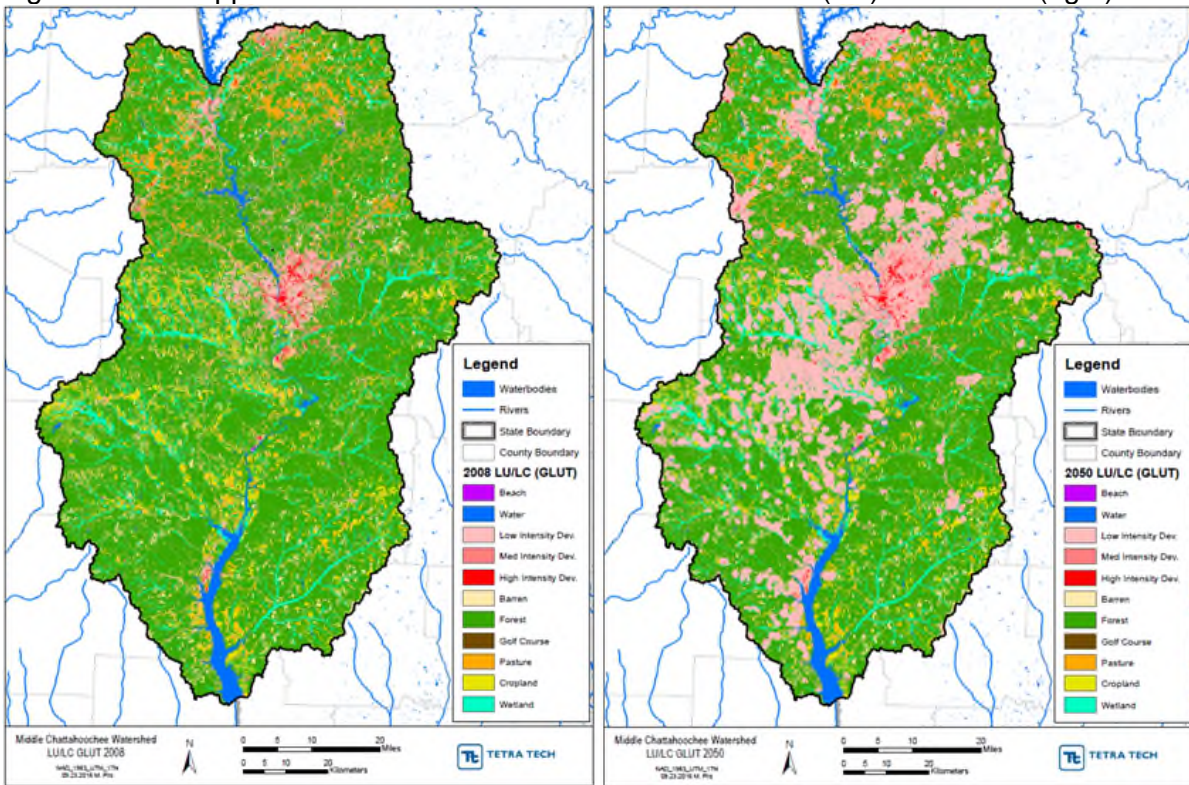 Legend
Waterbodies
Rivers
State Boundary
County Boundary
2008 LU/LC (GLUT)
Beach
Water
Low Intensity Dev.
Med Intensity Dev.
High Intensity Dev.
Barren
Forest
Golf Course
Pasture
Cropland
Wetland
Middle Chattahoochee Watershed
LU/LC GLUT 2008
N
0 5 10 20
Miles
0 5 10 20
Kilometers
Tt TETRA TECH
Legend
Waterbodies
Rivers
State Boundary
County Boundary
2050 LU/LC (GLUT)
Beach
Water
Low Intensity Dev.
Med Intensity Dev.
High Intensity Dev.
Barren
Forest
Golf Course
Pasture
Cropland
Wetland
Middle Chattahoochee Watershed
LU/LC GLUT 2050
N
0 5 10 20
Miles
0 5 10 20
Kilometers
Tt TETRA TECH